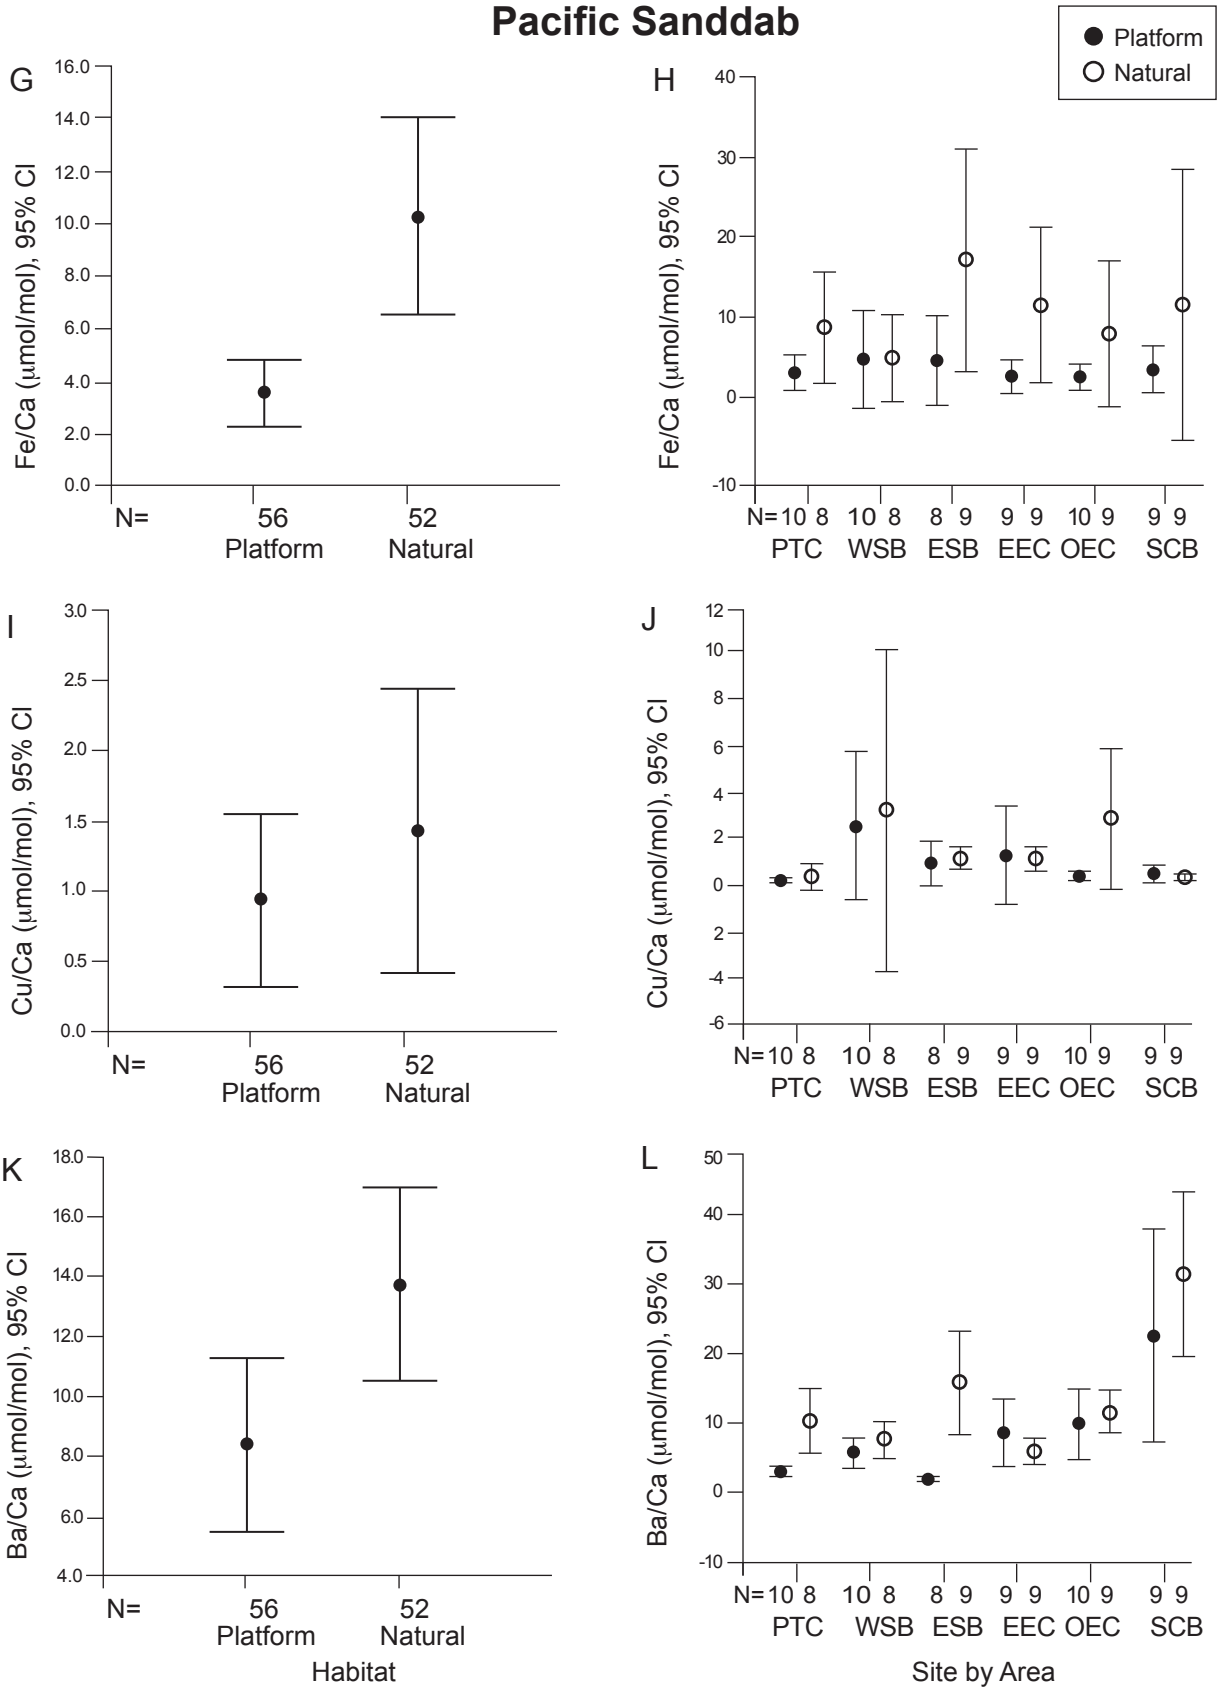 Pacific Sanddab
Platform
Natural
G
16.0
14.0
12.0
10.0
8.0
6.0
4.0
2.0
0.0
Fe/Ca (μmol/mol), 95% CI
N= 56 52
Platform Natural
H
40
30
20
10
0
-10
Fe/Ca (μmol/mol), 95% CI
N= 10 8 10 8 8 9 9 9 10 9 9 9
PTC WSB ESB EEC OEC SCB
I
3.0
2.5
2.0
1.5
1.0
0.5
0.0
Cu/Ca (μmol/mol), 95% CI
N= 56 52
Platform Natural
J
12
10
8
6
4
2
0
2
-4
-6
Cu/Ca (μmol/mol), 95% CI
N= 10 8 10 8 8 9 9 9 10 9 9 9
PTC WSB ESB EEC OEC SCB
K
18.0
16.0
14.0
12.0
10.0
8.0
6.0
4.0
Ba/Ca (μmol/mol), 95% CI
N= 56 52
Platform Natural
Habitat
L
50
40
30
20
10
0
-10
Ba/Ca (μmol/mol), 95% CI
N= 10 8 10 8 8 9 9 9 10 9 9 9
PTC WSB ESB EEC OEC SCB
Site by Area